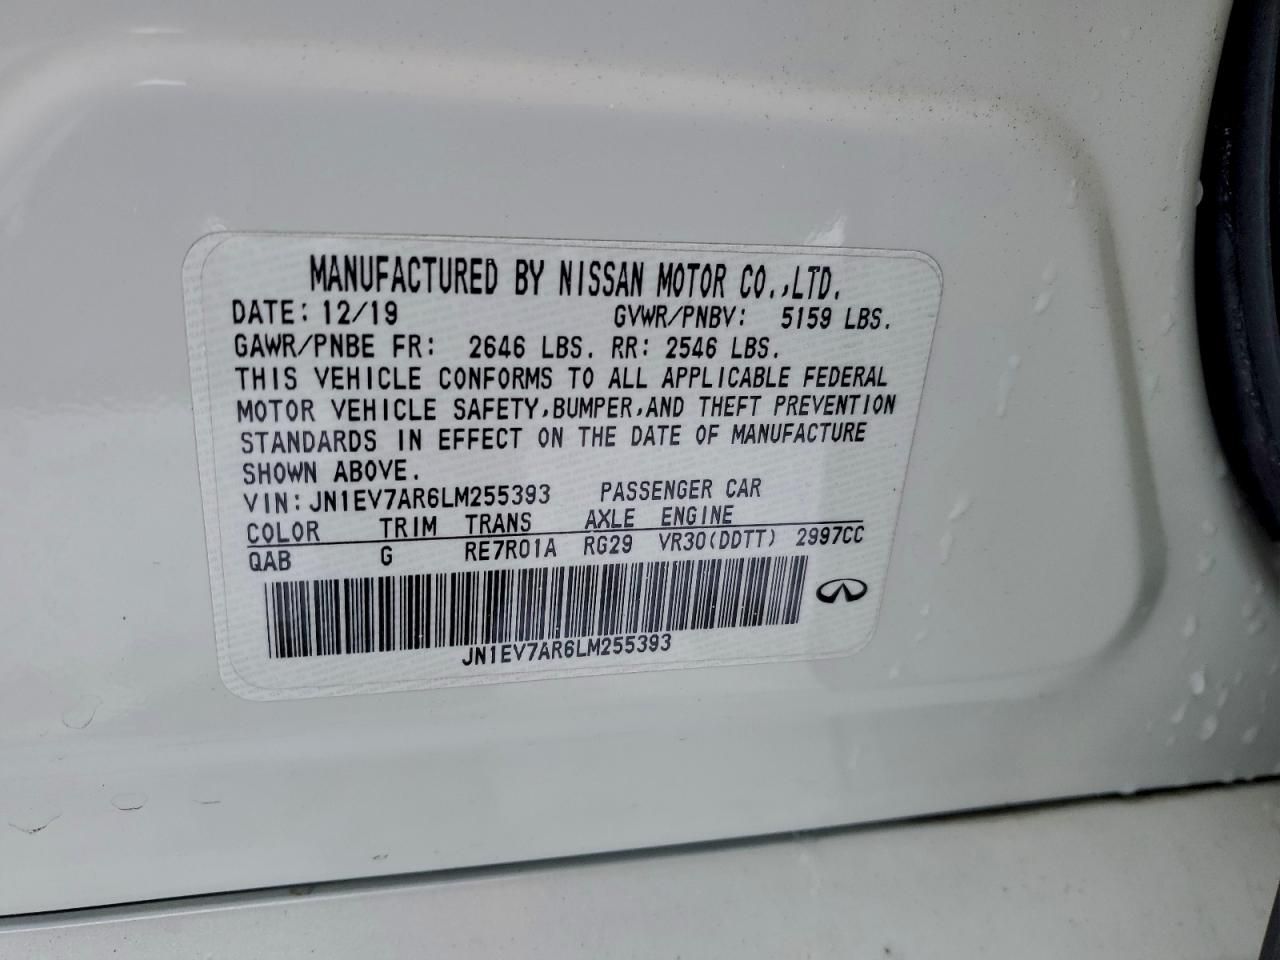 MANUFACTURED BY NISSAN MOTOR CO.,LTD.
DATE: 12/19 GVWR/PNBV: 5159 LBS.
GAWR/PNBE FR: 2646 LBS. RR: 2546 LBS.
THIS VEHICLE CONFORMS TO ALL APPLICABLE FEDERAL
MOTOR VEHICLE SAFETY,BUMPER,AND THEFT PREVENTION
STANDARDS IN EFFECT ON THE DATE OF MANUFACTURE
SHOWN ABOVE.
VIN: JN1EV7AR6LM255393 PASSENGER CAR
COLOR TRIM TRANS AXLE ENGINE
QAB G RE7R01A RG29 VR30(DDTT) 2997CC
JN1EV7AR6LM255393